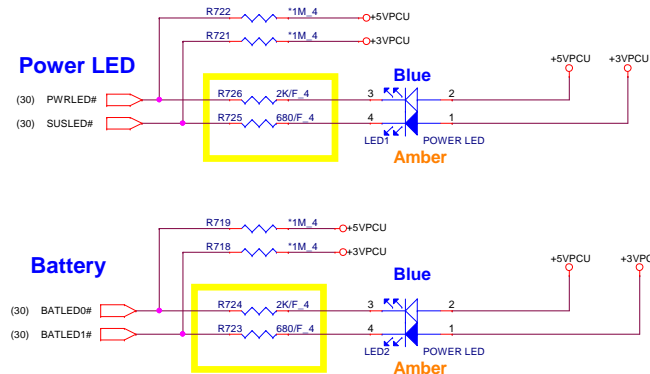 R722 *1M_4 +5VPCU
R721 *1M_4 +3VPCU
Power LED
Blue
+5VPCU +3VPCU
(30) PWRLED# R726 2K/F_4 3 2
(30) SUSLED# R725 680/F_4 4 1
LED1 POWER LED
Amber
R719 *1M_4 +5VPCU
R718 *1M_4 +3VPCU
Battery
Blue
+5VPCU +3VPC
(30) BATLED0# R724 2K/F_4 3 2
(30) BATLED1# R723 680/F_4 4 1
LED2 POWER LED
Amber